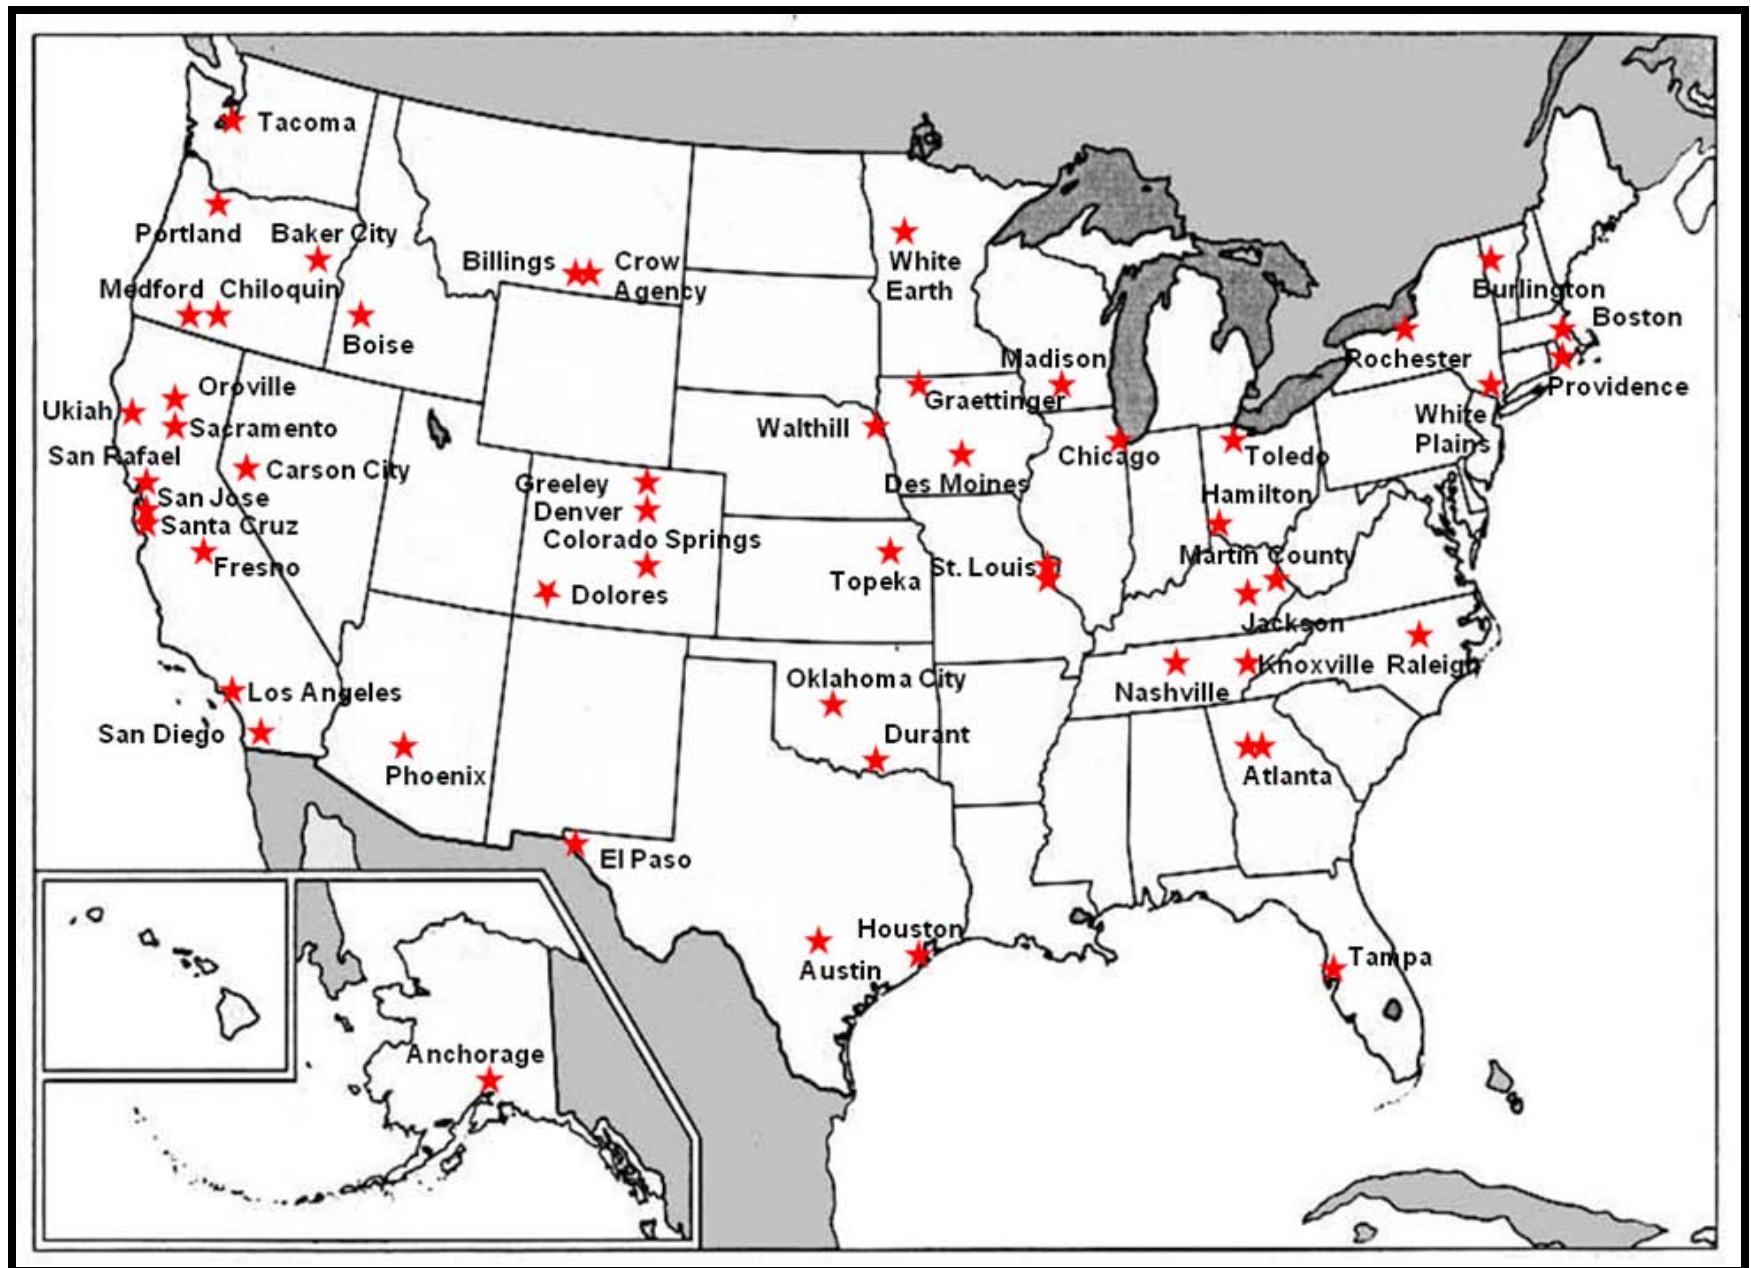 Tacoma
Portland
Baker City
Medford
Chiloquin
Boise
Billings
Crow
Agency
White
Earth
Burlington
Boston
Rochester
Providence
White
Plains
Madison
Graettinger
Walthill
Des Moines
Chicago
Toledo
Hamilton
Oroville
Ukiah
Sacramento
San Rafael
Carson City
San Jose
Santa Cruz
Fresno
Greeley
Denver
Colorado Springs
Dolores
Topeka
St. Louis
Martin County
Jackson
Knoxville
Raleigh
Nashville
Los Angeles
San Diego
Phoenix
Oklahoma City
Durant
Atlanta
El Paso
Houston
Austin
Tampa
Anchorage